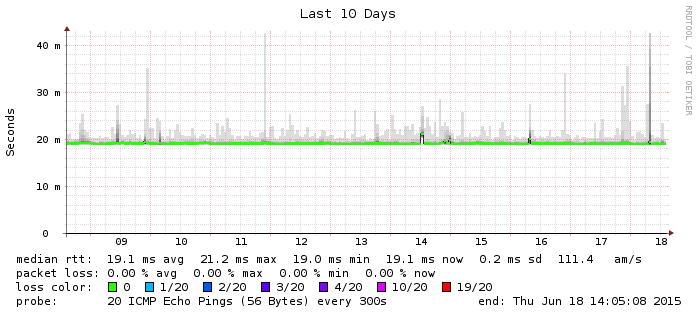 Last 10 Days
RRDTOOL / TOBI OETIKER
Seconds
40 m
30 m
20 m
10 m
0
09 10 11 12 13 14 15 16 17 18
median rtt: 19.1 ms avg 21.2 ms max 19.0 ms min 19.1 ms now 0.2 ms sd 111.4 am/s
packet loss: 0.00 % avg 0.00 % max 0.00 % min 0.00 % now
loss color: 0 1/20 2/20 3/20 4/20 10/20 19/20
probe: 20 ICMP Echo Pings (56 Bytes) every 300s end: Thu Jun 18 14:05:08 2015